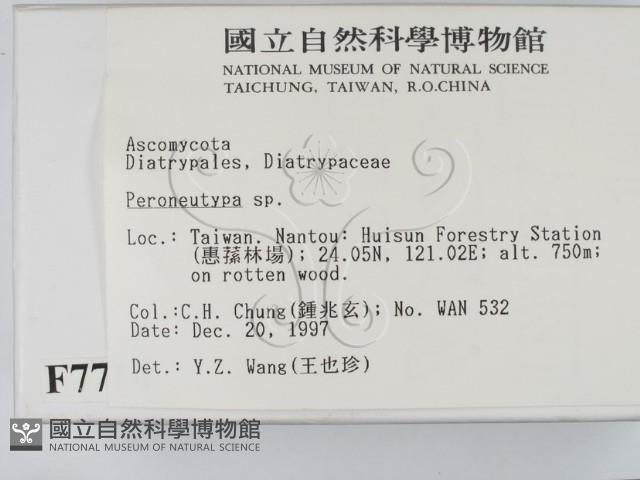 國立自然科學博物館
NATIONAL MUSEUM OF NATURAL SCIENCE
TAICHUNG, TAIWAN, R.O.CHINA
Ascomycota
Diatrypales, Diatrypaceae
Peroneutypa sp.
Loc.: Taiwan. Nantou: Huisun Forestry Station
(惠蓀林場); 24.05N, 121.02E; alt. 750m;
on rotten wood.
Col.:C.H. Chung(鍾兆玄); No. WAN 532
Date: Dec. 20, 1997
Det.: Y.Z. Wang(王也珍)
F77
國立自然科學博物館
NATIONAL MUSEUM OF NATURAL SCIENCE